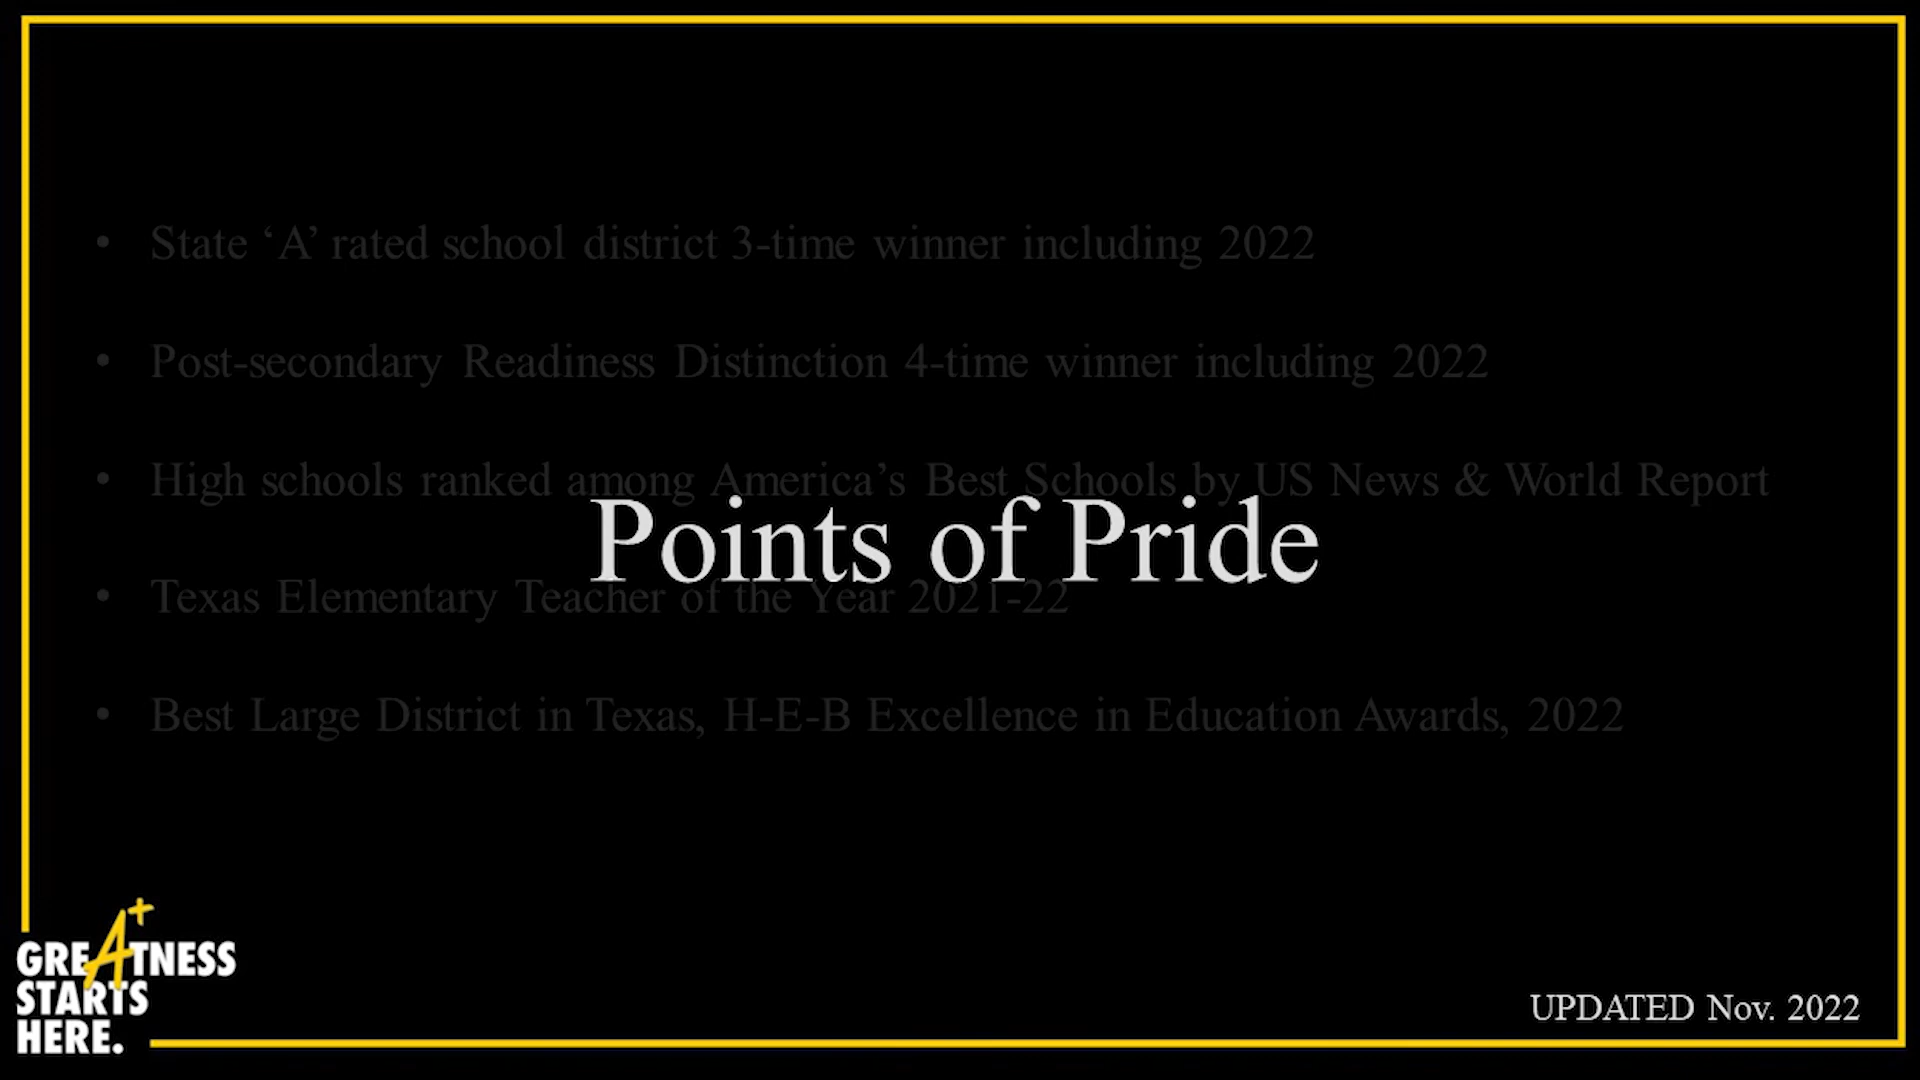 • State ‘A’ rated school district 3-time winner including 2022
• Post-secondary Readiness Distinction 4-time winner including 2022
• High schools ranked among America’s Best Schools by US News & World Report
Points of Pride
• Texas Elementary Teacher of the Year 2021-22
• Best Large District in Texas, H-E-B Excellence in Education Awards, 2022
GREA+TNESS
STARTS
HERE.
UPDATED Nov. 2022